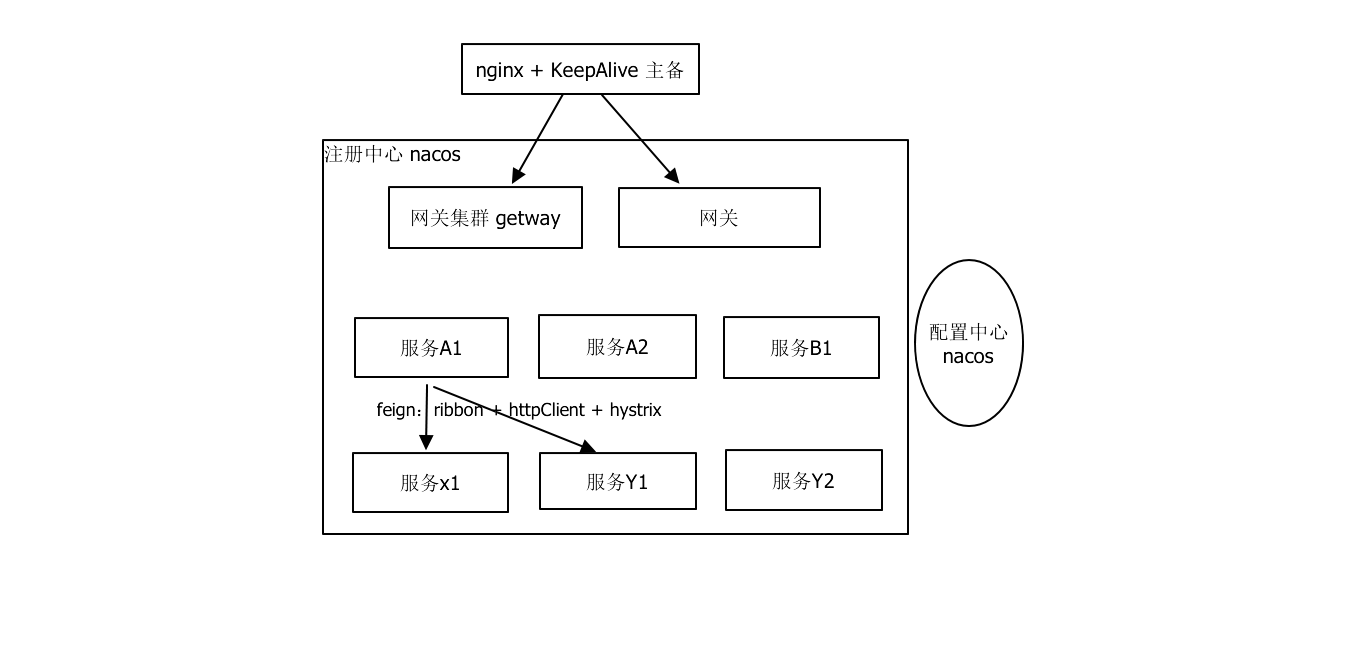 nginx + KeepAlive 主备
注册中心 nacos
网关集群 getway
网关
服务A1
服务A2
服务B1
配置中心
nacos
feign：ribbon + httpClient + hystrix
服务x1
服务Y1
服务Y2